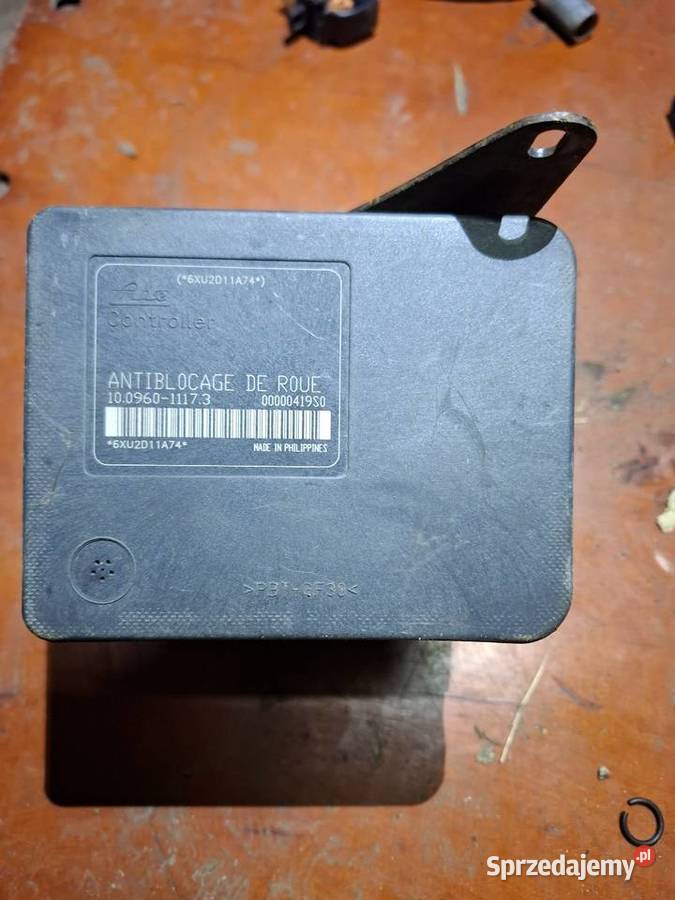 (*6XU2D11A74*)
Ate
Controller
ANTIBLOCAGE DE ROUE
10.0960-1117.3 00000419S0
*6XU2D11A74*
MADE IN PHILIPPINES
>PBT-GF30<
Sprzedajemy.pl